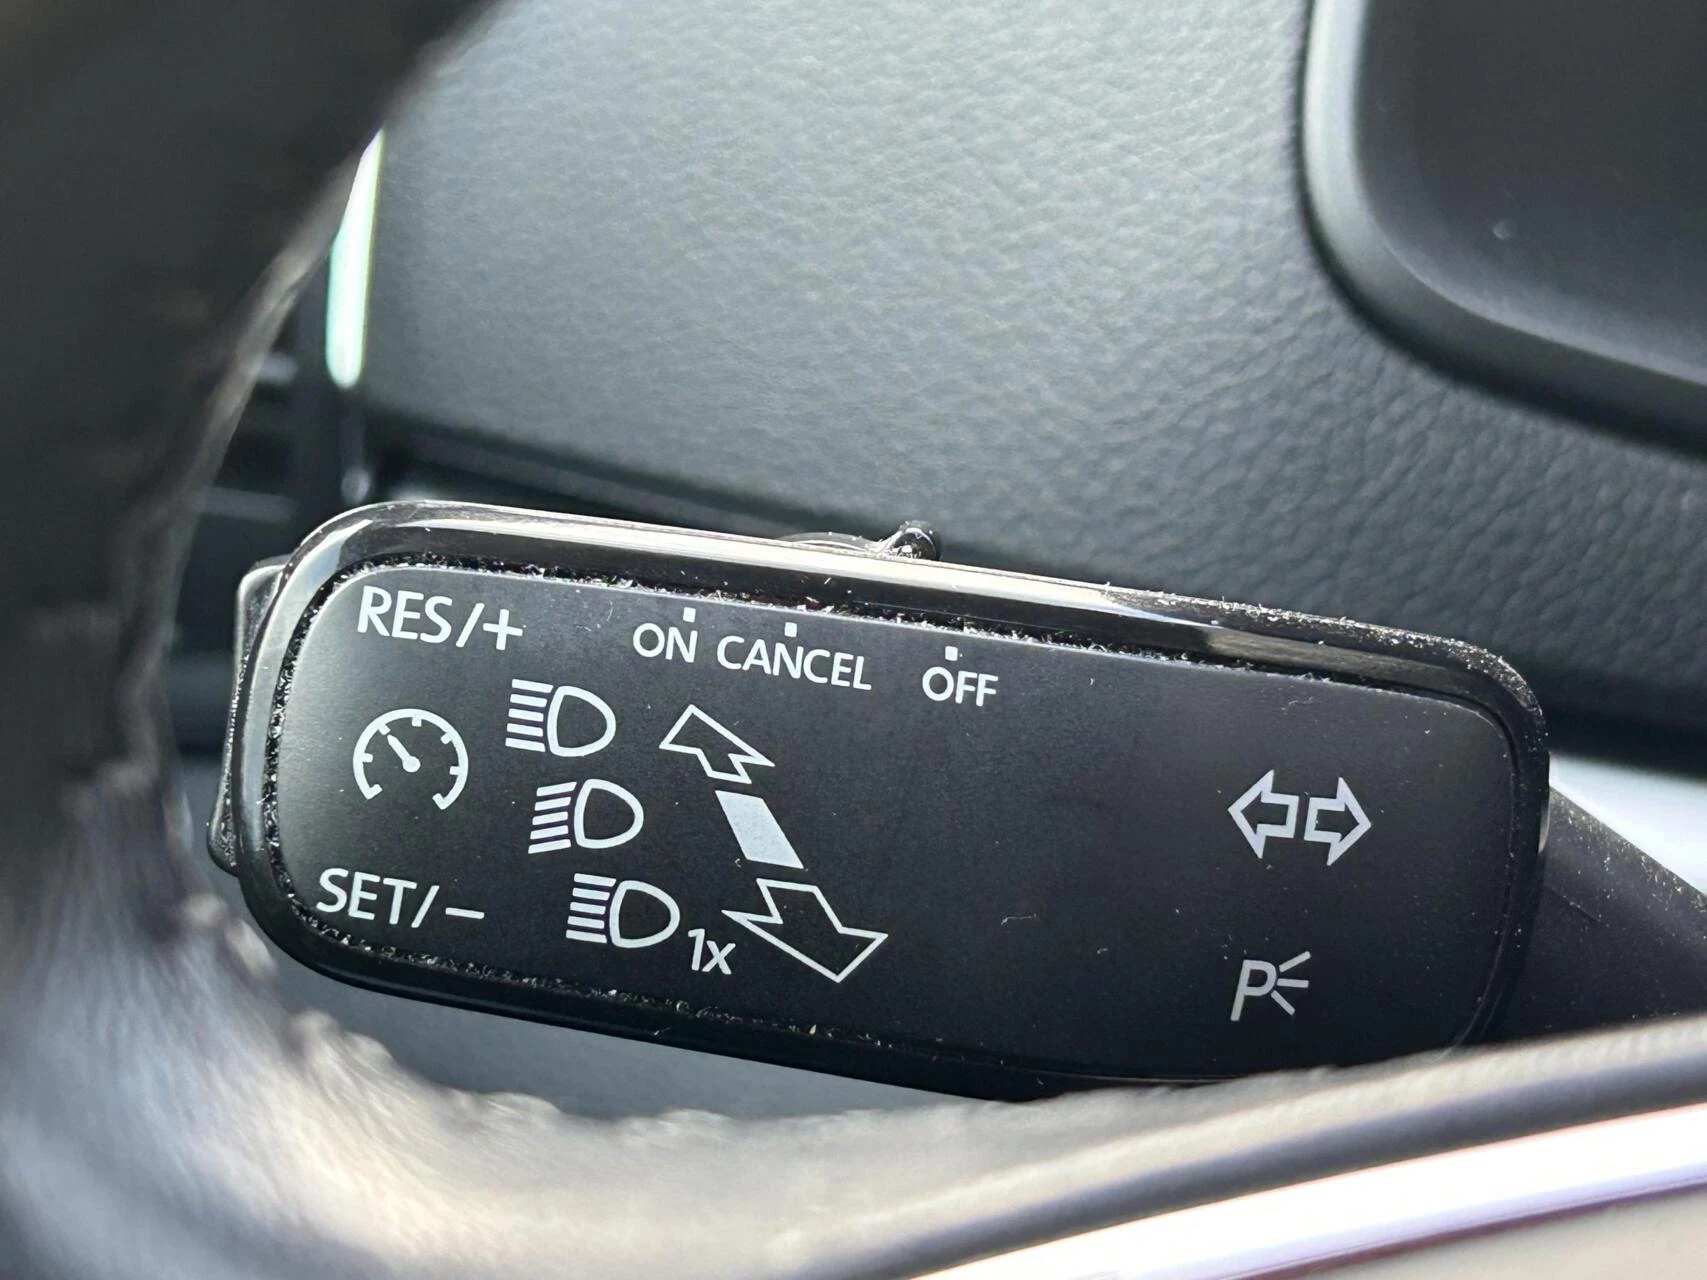 RES/+
ON CANCEL OFF
SET/−
1x
P